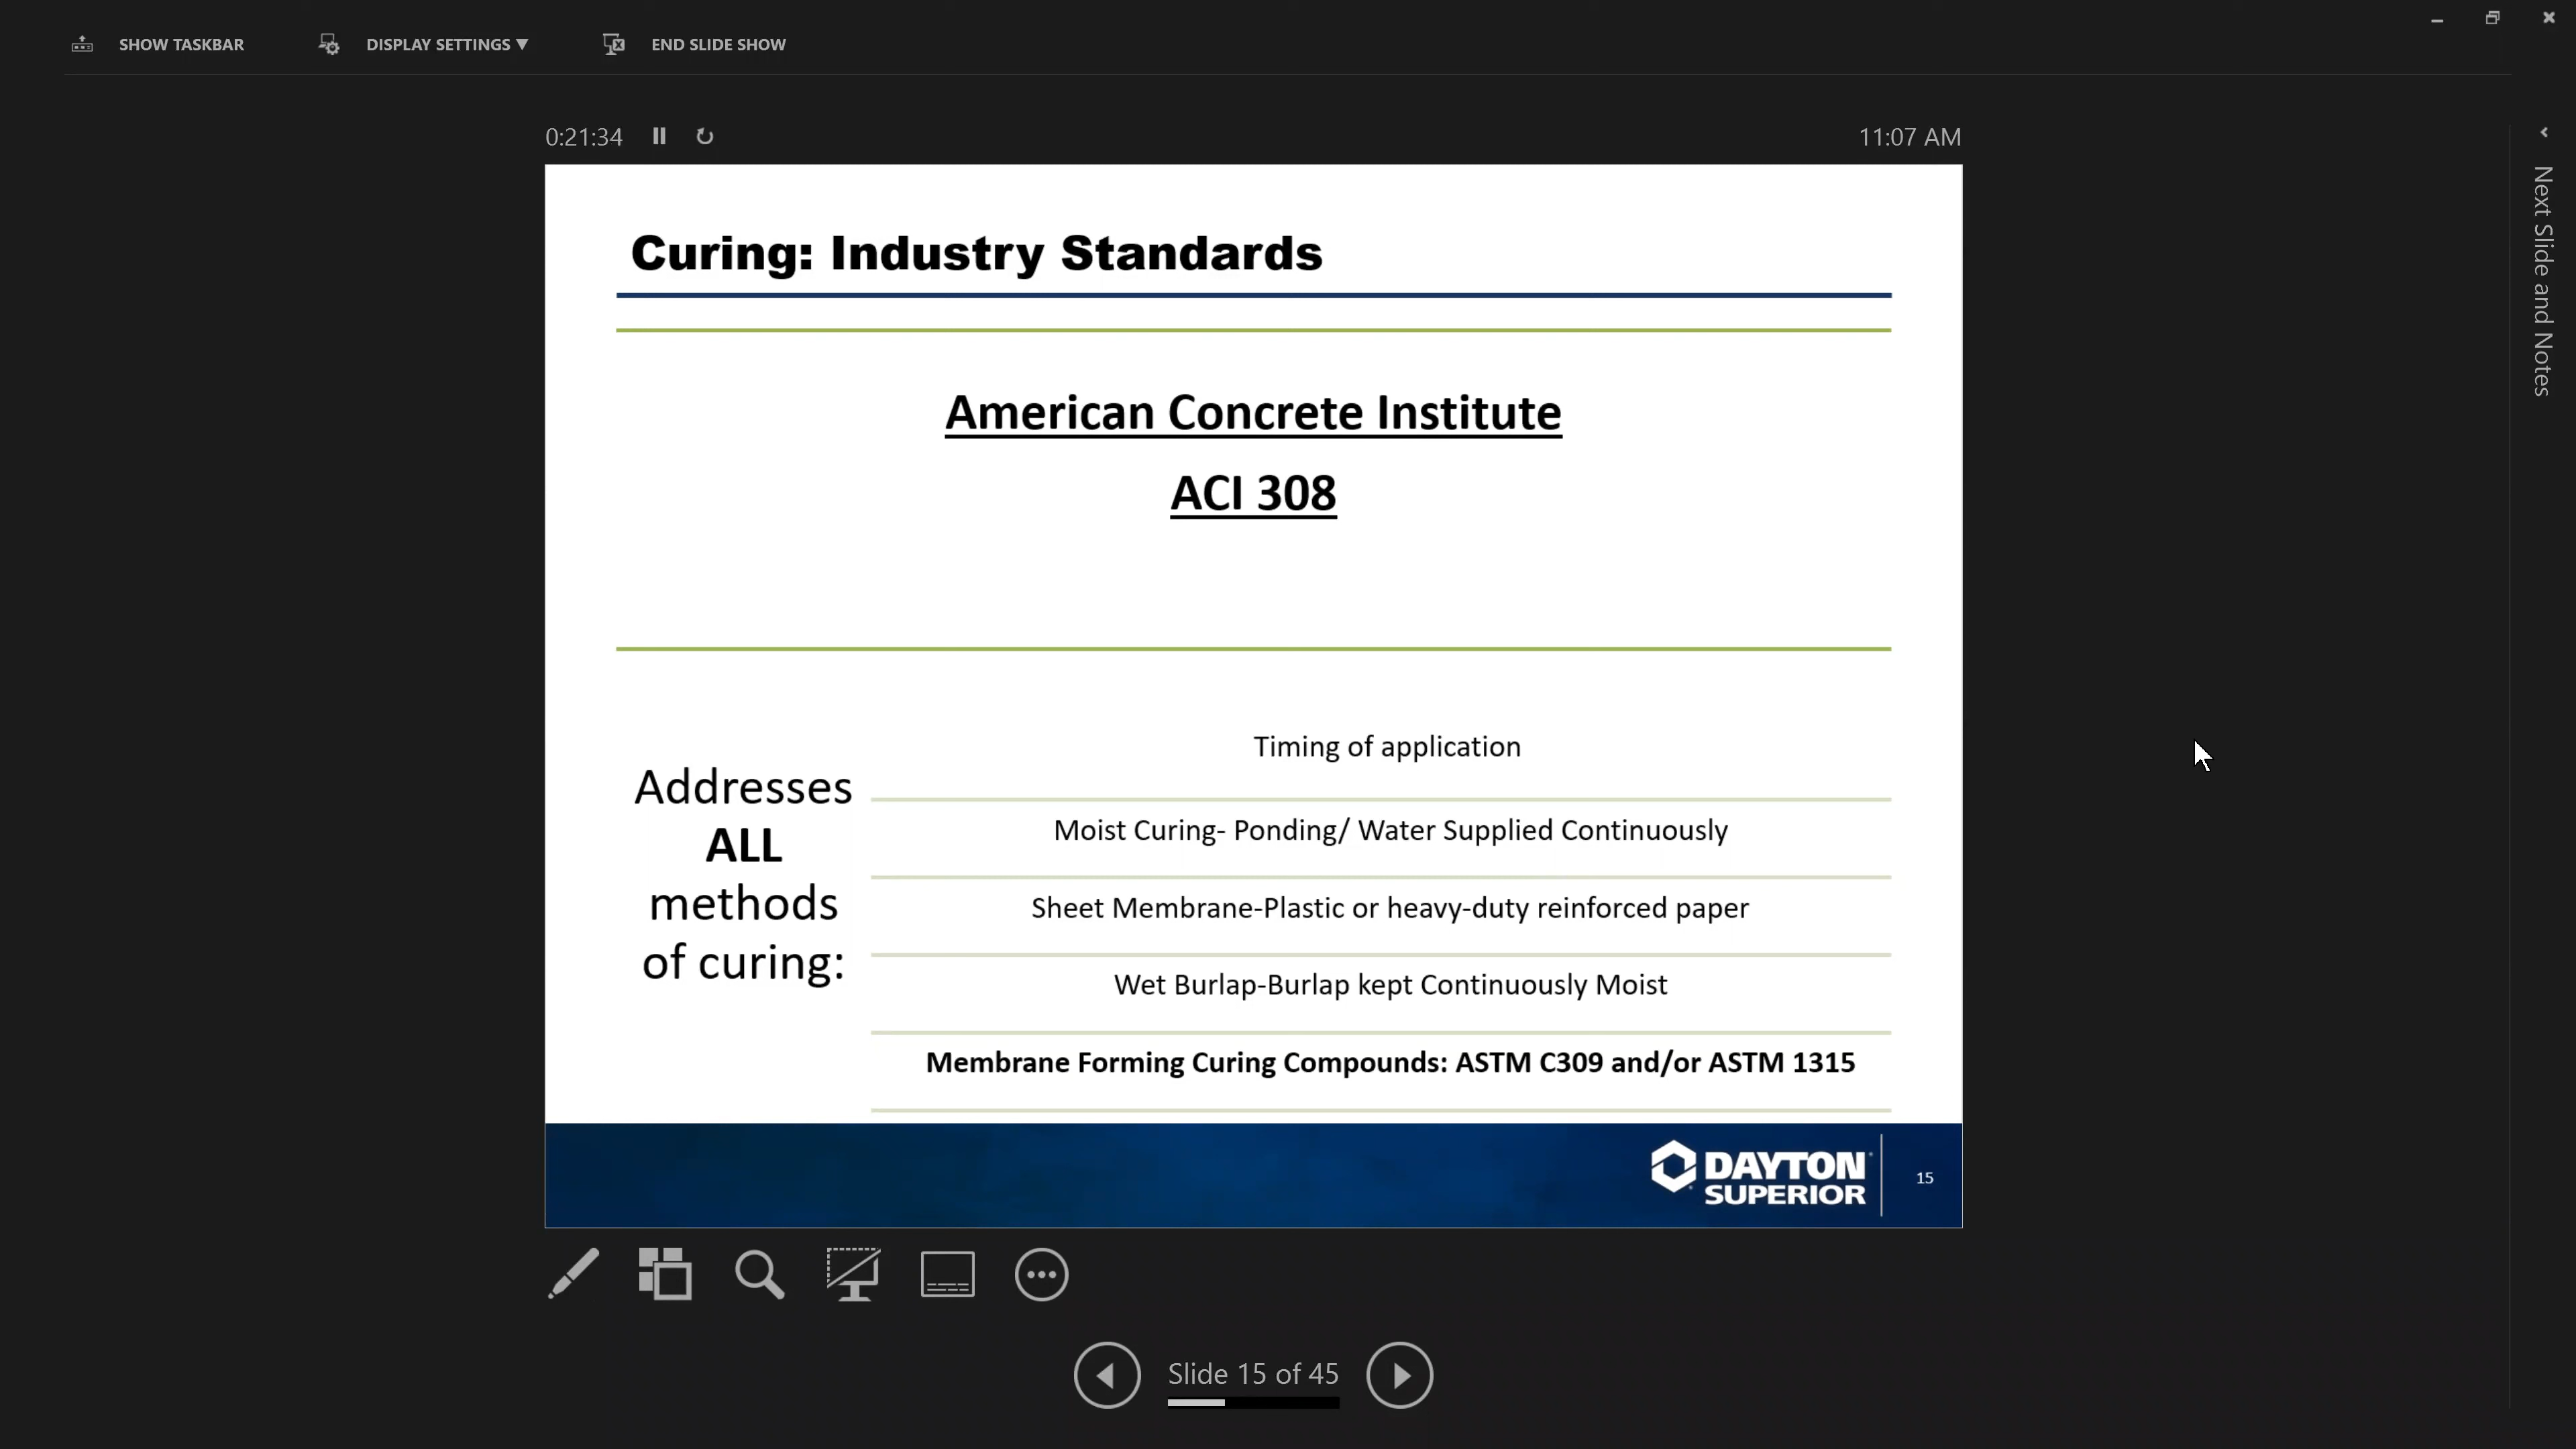 SHOW TASKBAR DISPLAY SETTINGS ▼ END SLIDE SHOW
0:21:34 11:07 AM
Next Slide and Notes
Curing: Industry Standards
American Concrete Institute
ACI 308
Addresses
ALL
methods
of curing:
Timing of application
Moist Curing- Ponding/ Water Supplied Continuously
Sheet Membrane-Plastic or heavy-duty reinforced paper
Wet Burlap-Burlap kept Continuously Moist
Membrane Forming Curing Compounds: ASTM C309 and/or ASTM 1315
DAYTON
SUPERIOR
15
Slide 15 of 45